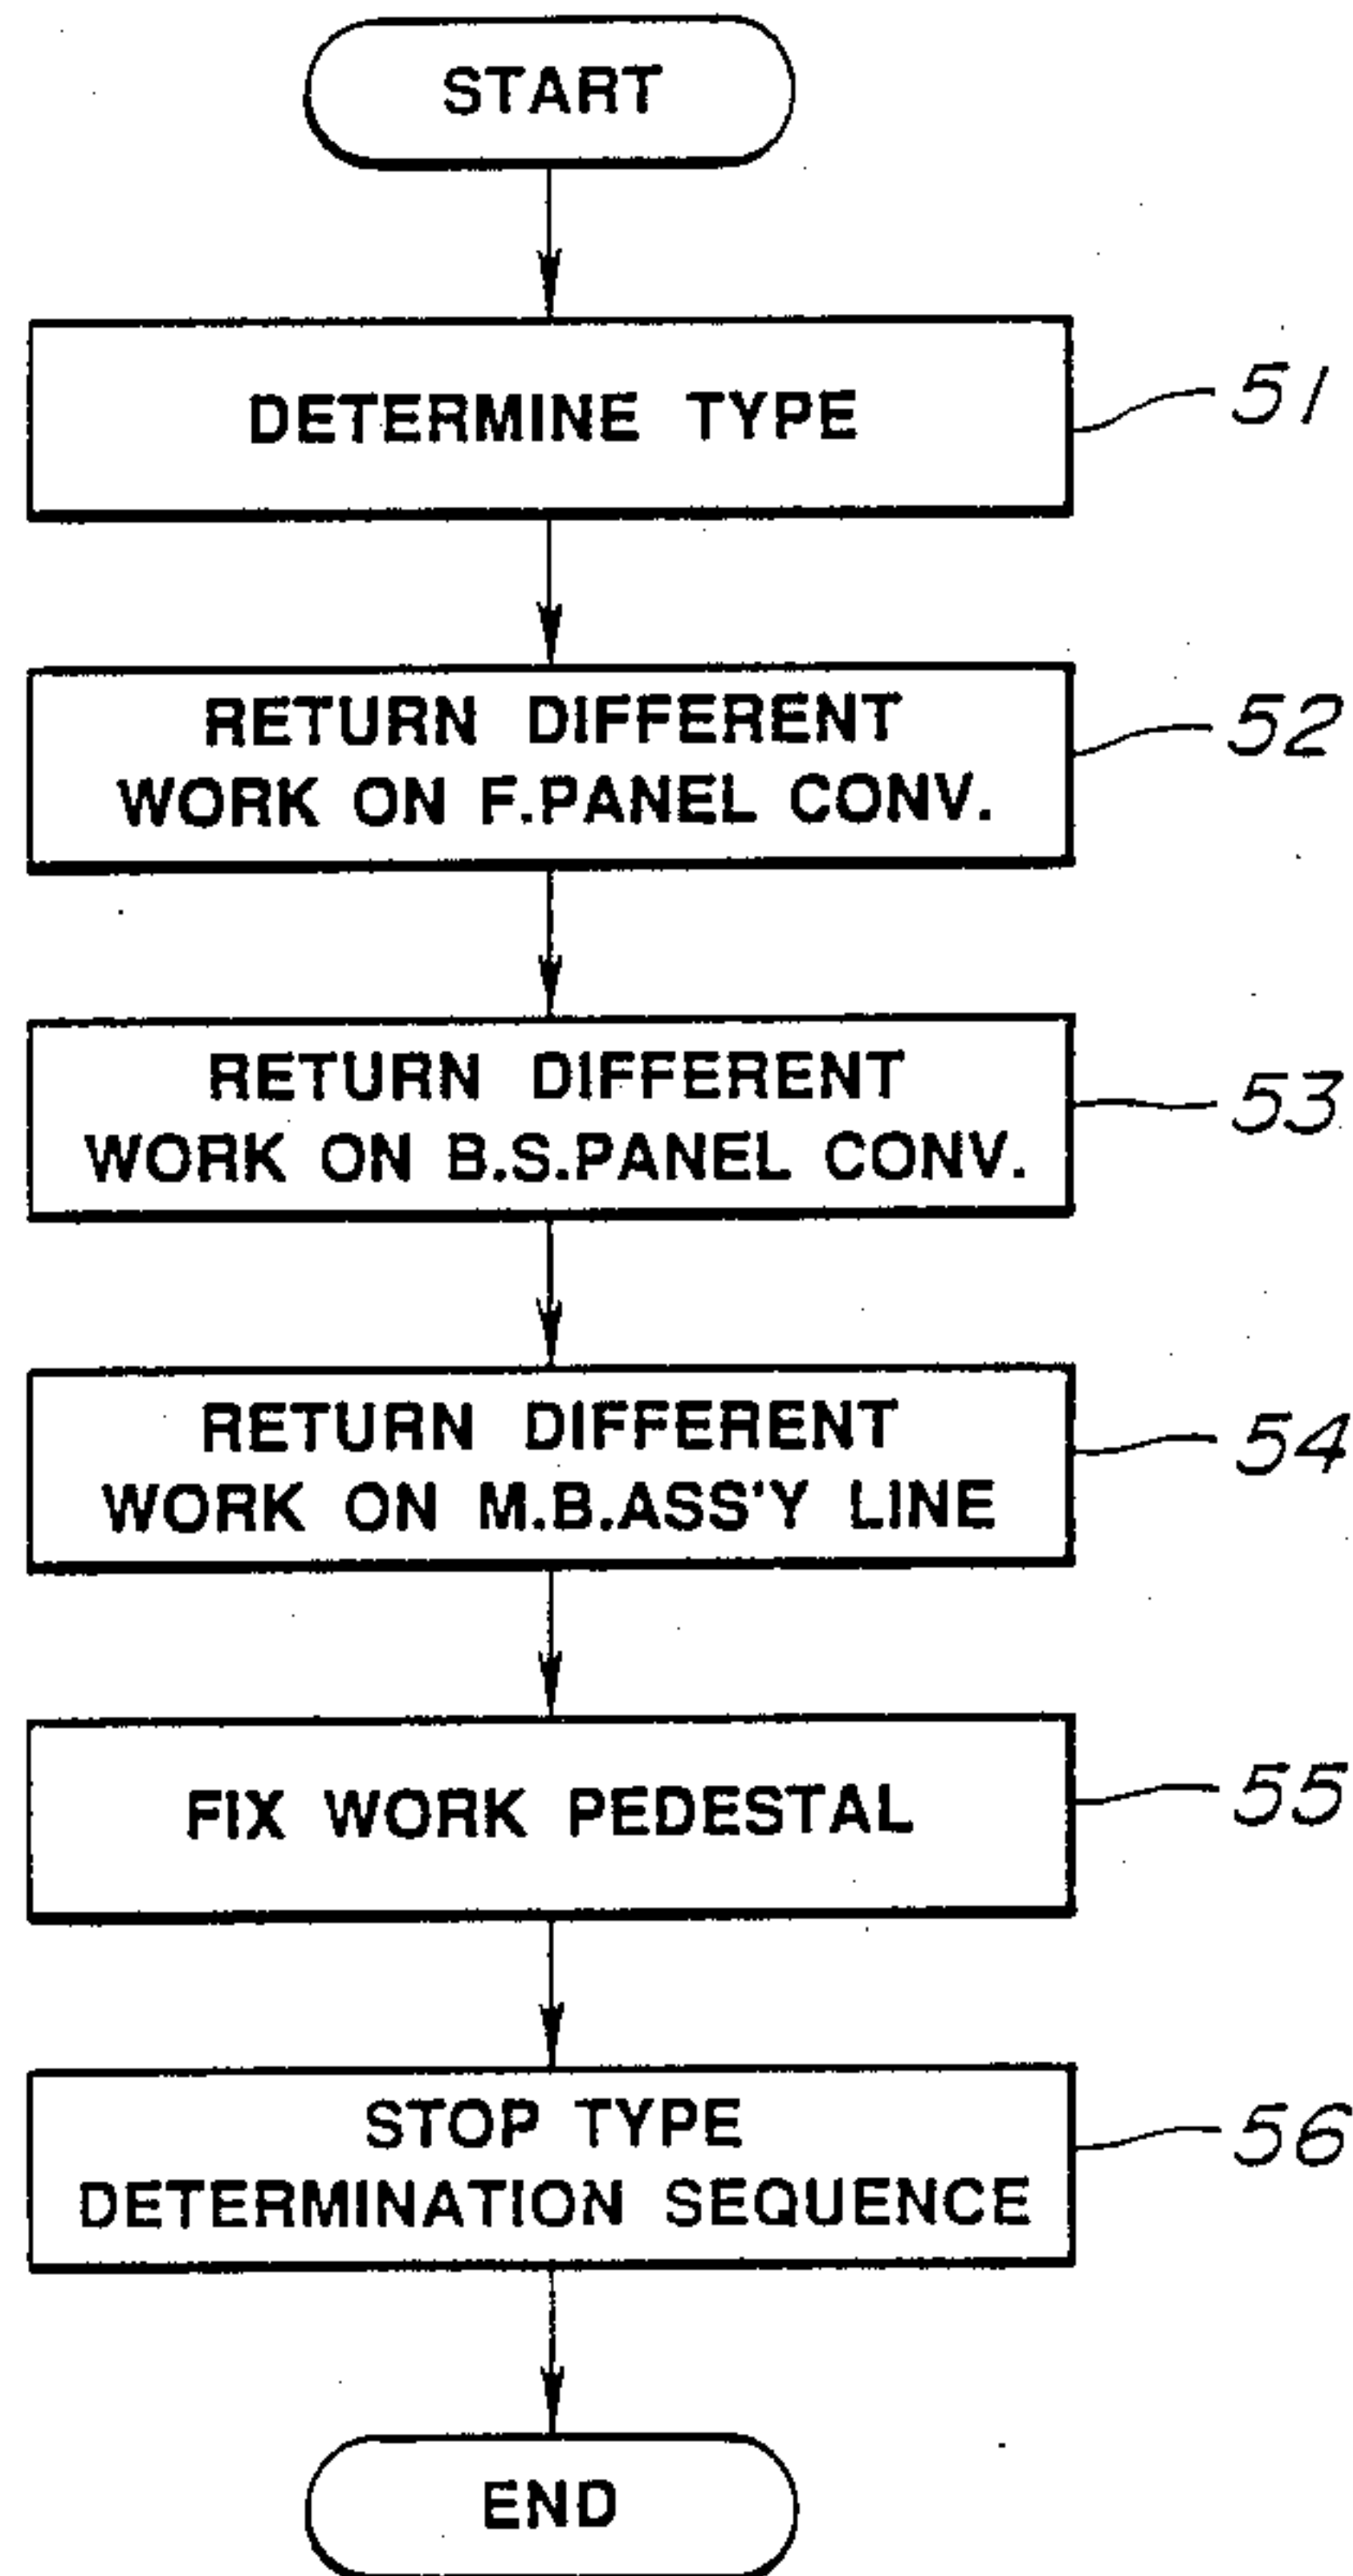 START
DETERMINE TYPE
51
RETURN DIFFERENT
WORK ON F.PANEL CONV.
52
RETURN DIFFERENT
WORK ON B.S.PANEL CONV.
53
RETURN DIFFERENT
WORK ON M.B.ASS'Y LINE
54
FIX WORK PEDESTAL
55
STOP TYPE
DETERMINATION SEQUENCE
56
END